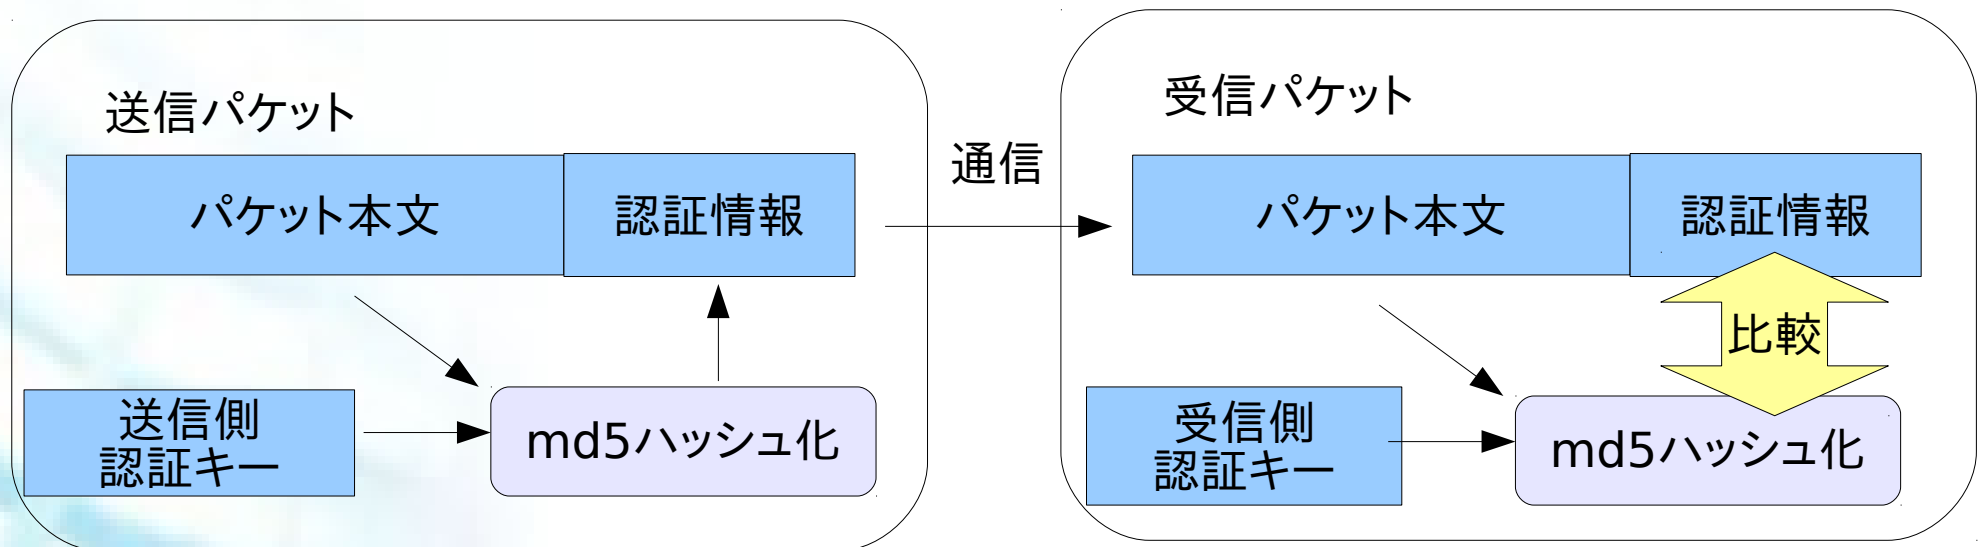 送信パケット
パケット本文
認証情報
送信側
認証キー
md5ハッシュ化
通信
受信パケット
パケット本文
認証情報
比較
受信側
認証キー
md5ハッシュ化